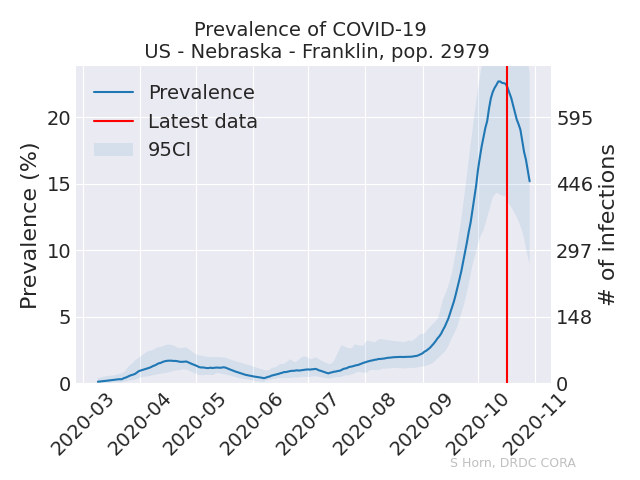 Prevalence of COVID-19
US - Nebraska - Franklin, pop. 2979
Prevalence
Latest data
95CI
Prevalence (%)
20
15
10
5
0
595
446
297
148
0
# of infections
2020-03
2020-04
2020-05
2020-06
2020-07
2020-08
2020-09
2020-10
2020-11
S Horn, DRDC CORA